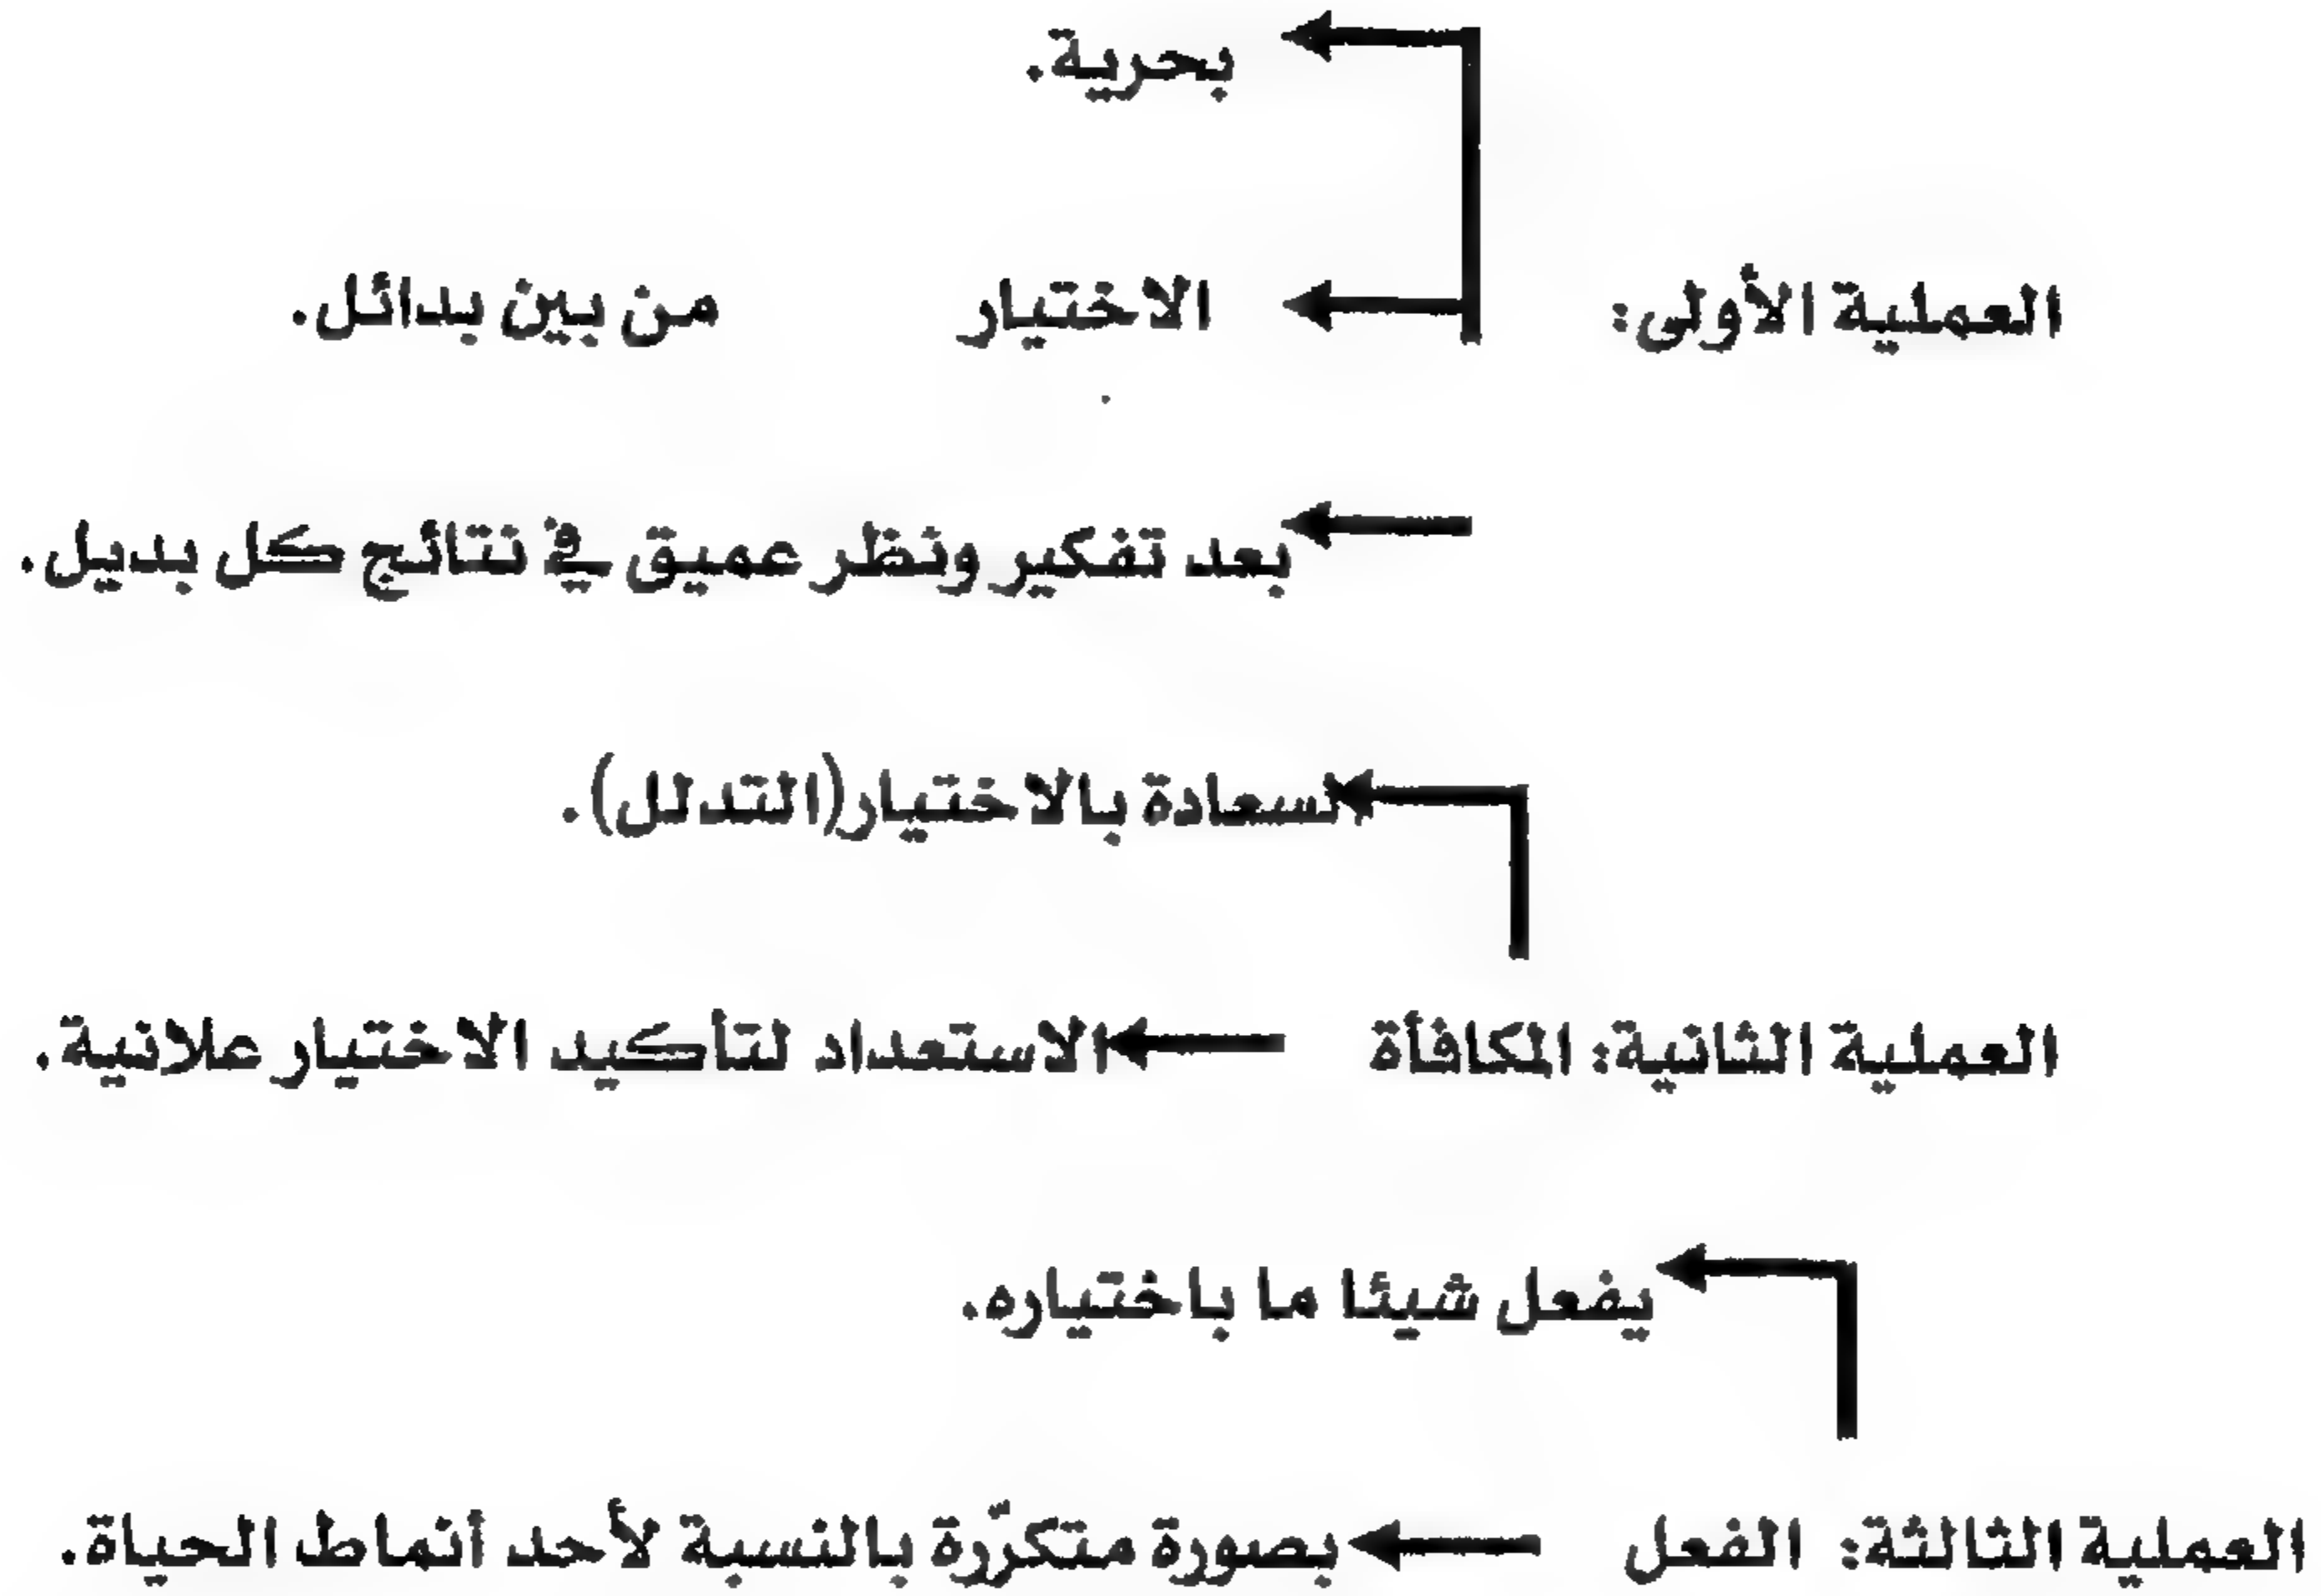 بحرية.
العملية الأولى: الاختيار من بين بدائل.
بعد تفكير ونظر عميق في نتائج كل بديل.
السعادة بالاختيار(التدلل).
العملية الثانية: المكافأة الاستعداد لتأكيد الاختيار علانية.
يفعل شيئا ما باختياره.
العملية الثالثة: الفعل بصورة متكرّرة بالنسبة لأحد أنماط الحياة.